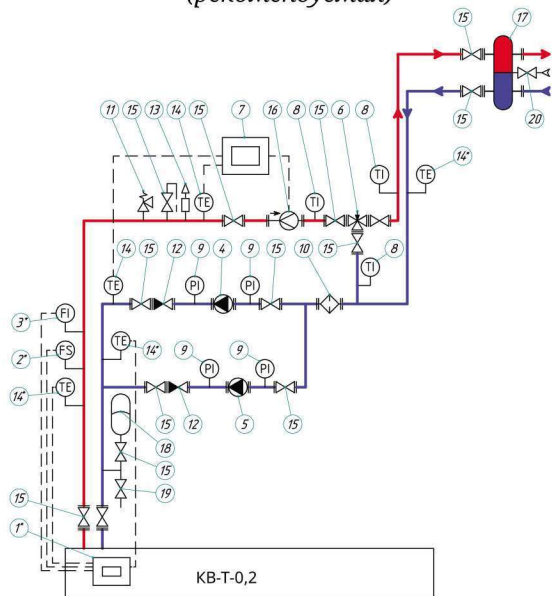 (рекомендуемая)
15 17
7
11 15 13 14 15 16 8 15 6 8
15 20
TI TE 14*
TE TI
14 15 12 9 4 9 15 10 15 8
TE PI PI TI
3* FI
TE 14* 9 9
2* FS
PI PI
14* TE
15 12 5 15
18
15
19
15
1*
КВ-Т-0,2